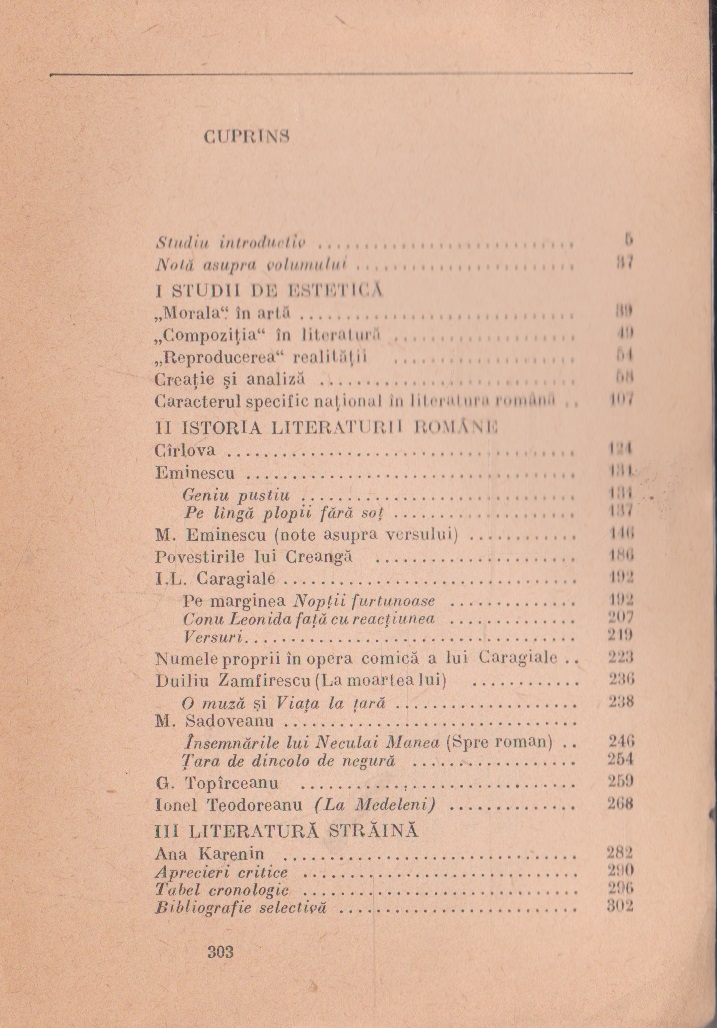 CUPRINS
Studiu introductiv ............................ 5
Notă asupra volumului ........................ 37
I STUDII DE ESTETICĂ
„Morala“ în artă .............................. 39
„Compoziția“ în literatură .................... 49
„Reproducerea“ realității .................... 54
Creație și analiză ............................ 58
Caracterul specific național în literatura română .. 107
II ISTORIA LITERATURII ROMÂNE
Cîrlova ...................................... 124
Eminescu .................................... 131
Geniu pustiu .............................. 131
Pe lîngă plopii fără soț .................... 137
M. Eminescu (note asupra versului) ............ 146
Povestirile lui Creangă ...................... 186
I.L. Caragiale ................................ 192
Pe marginea Nopții furtunoase .............. 192
Conu Leonida față cu reacțiunea .............. 207
Versuri .................................... 219
Numele proprii în opera comică a lui Caragiale .. 223
Duiliu Zamfirescu (La moartea lui) ............ 236
O muză și Viața la țară .................... 238
M. Sadoveanu ................................
Însemnările lui Neculai Manea (Spre roman) .. 246
Țara de dincolo de negură .................. 254
G. Topîrceanu .............................. 259
Ionel Teodoreanu (La Medeleni) .............. 268
III LITERATURĂ STRĂINĂ
Ana Karenin ................................ 282
Aprecieri critice ............................ 290
Tabel cronologic ............................ 296
Bibliografie selectivă ........................ 302
303